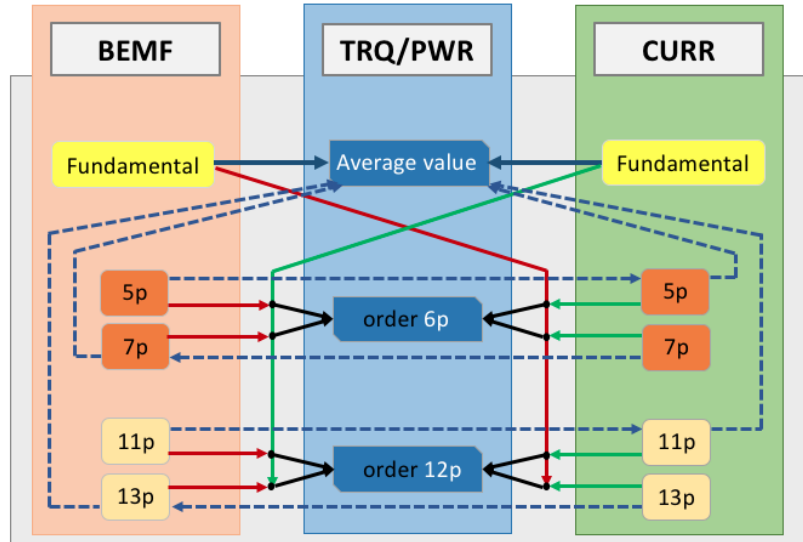 BEMF
TRQ/PWR
CURR
Fundamental
Average value
Fundamental
5p
order 6p
5p
7p
7p
11p
order 12p
11p
13p
13p